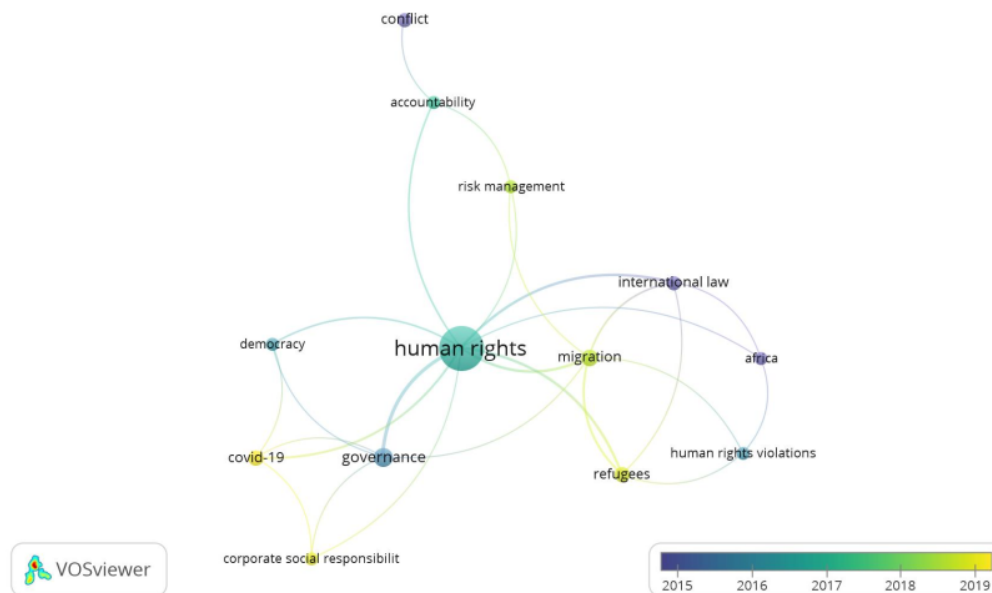 conflict
accountability
risk management
international law
democracy
human rights
migration
africa
covid-19
governance
refugees
human rights violations
corporate social responsibilit
VOSviewer
2015 2016 2017 2018 2019